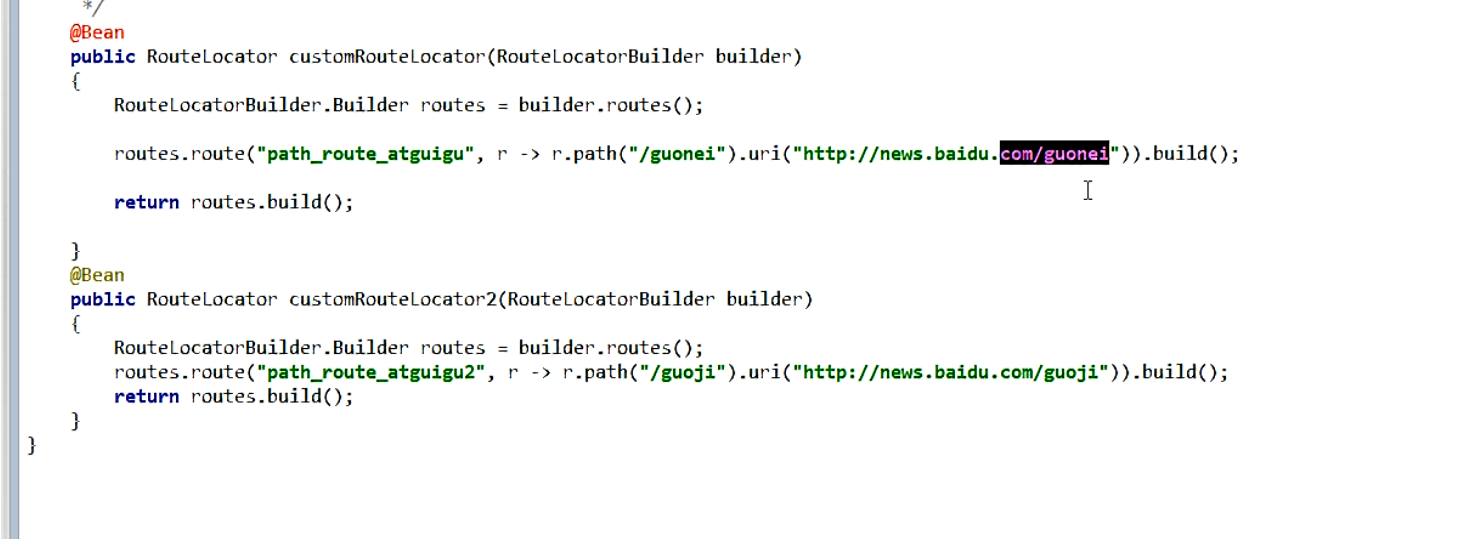 */
@Bean
public RouteLocator customRouteLocator(RouteLocatorBuilder builder)
{
RouteLocatorBuilder.Builder routes = builder.routes();
routes.route("path_route_atguigu", r -> r.path("/guonei").uri("http://news.baidu.com/guonei")).build();
return routes.build();
}
@Bean
public RouteLocator customRouteLocator2(RouteLocatorBuilder builder)
{
RouteLocatorBuilder.Builder routes = builder.routes();
routes.route("path_route_atguigu2", r -> r.path("/guoji").uri("http://news.baidu.com/guoji")).build();
return routes.build();
}
}